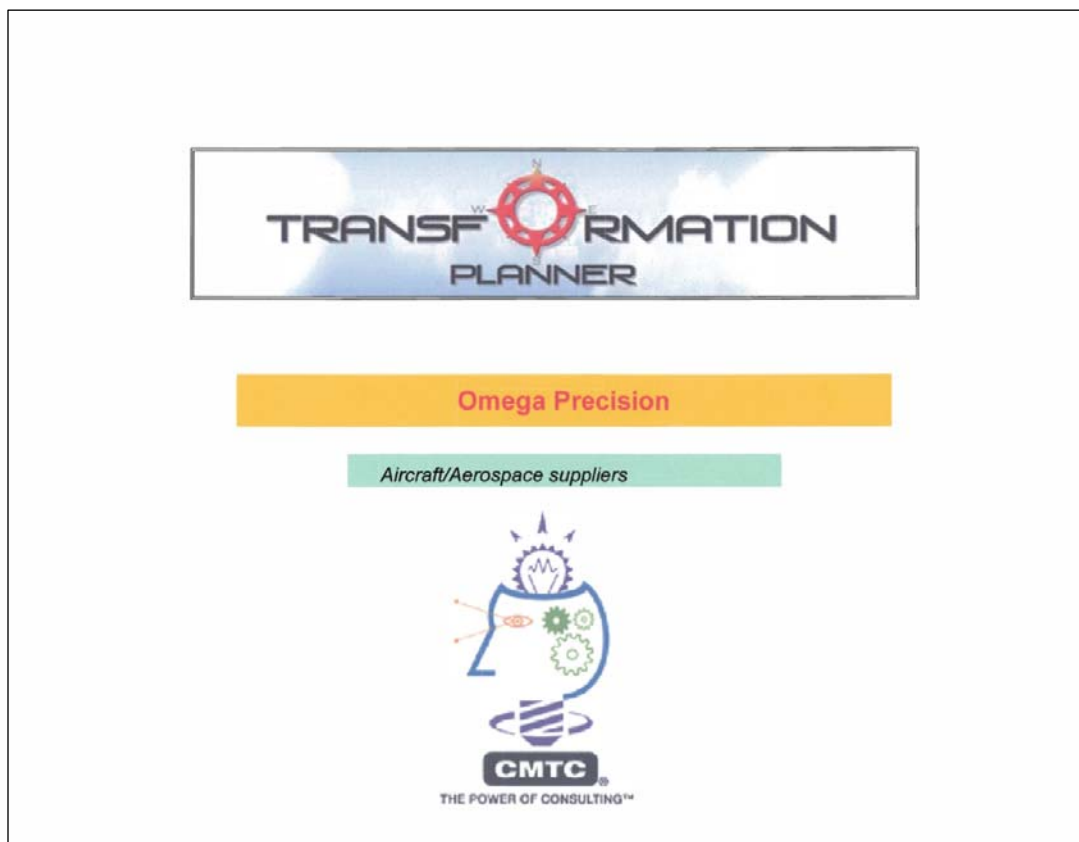 N
TRANSFORMATION
W E
S
PLANNER
Omega Precision
Aircraft/Aerospace suppliers
CMTC®
THE POWER OF CONSULTING™